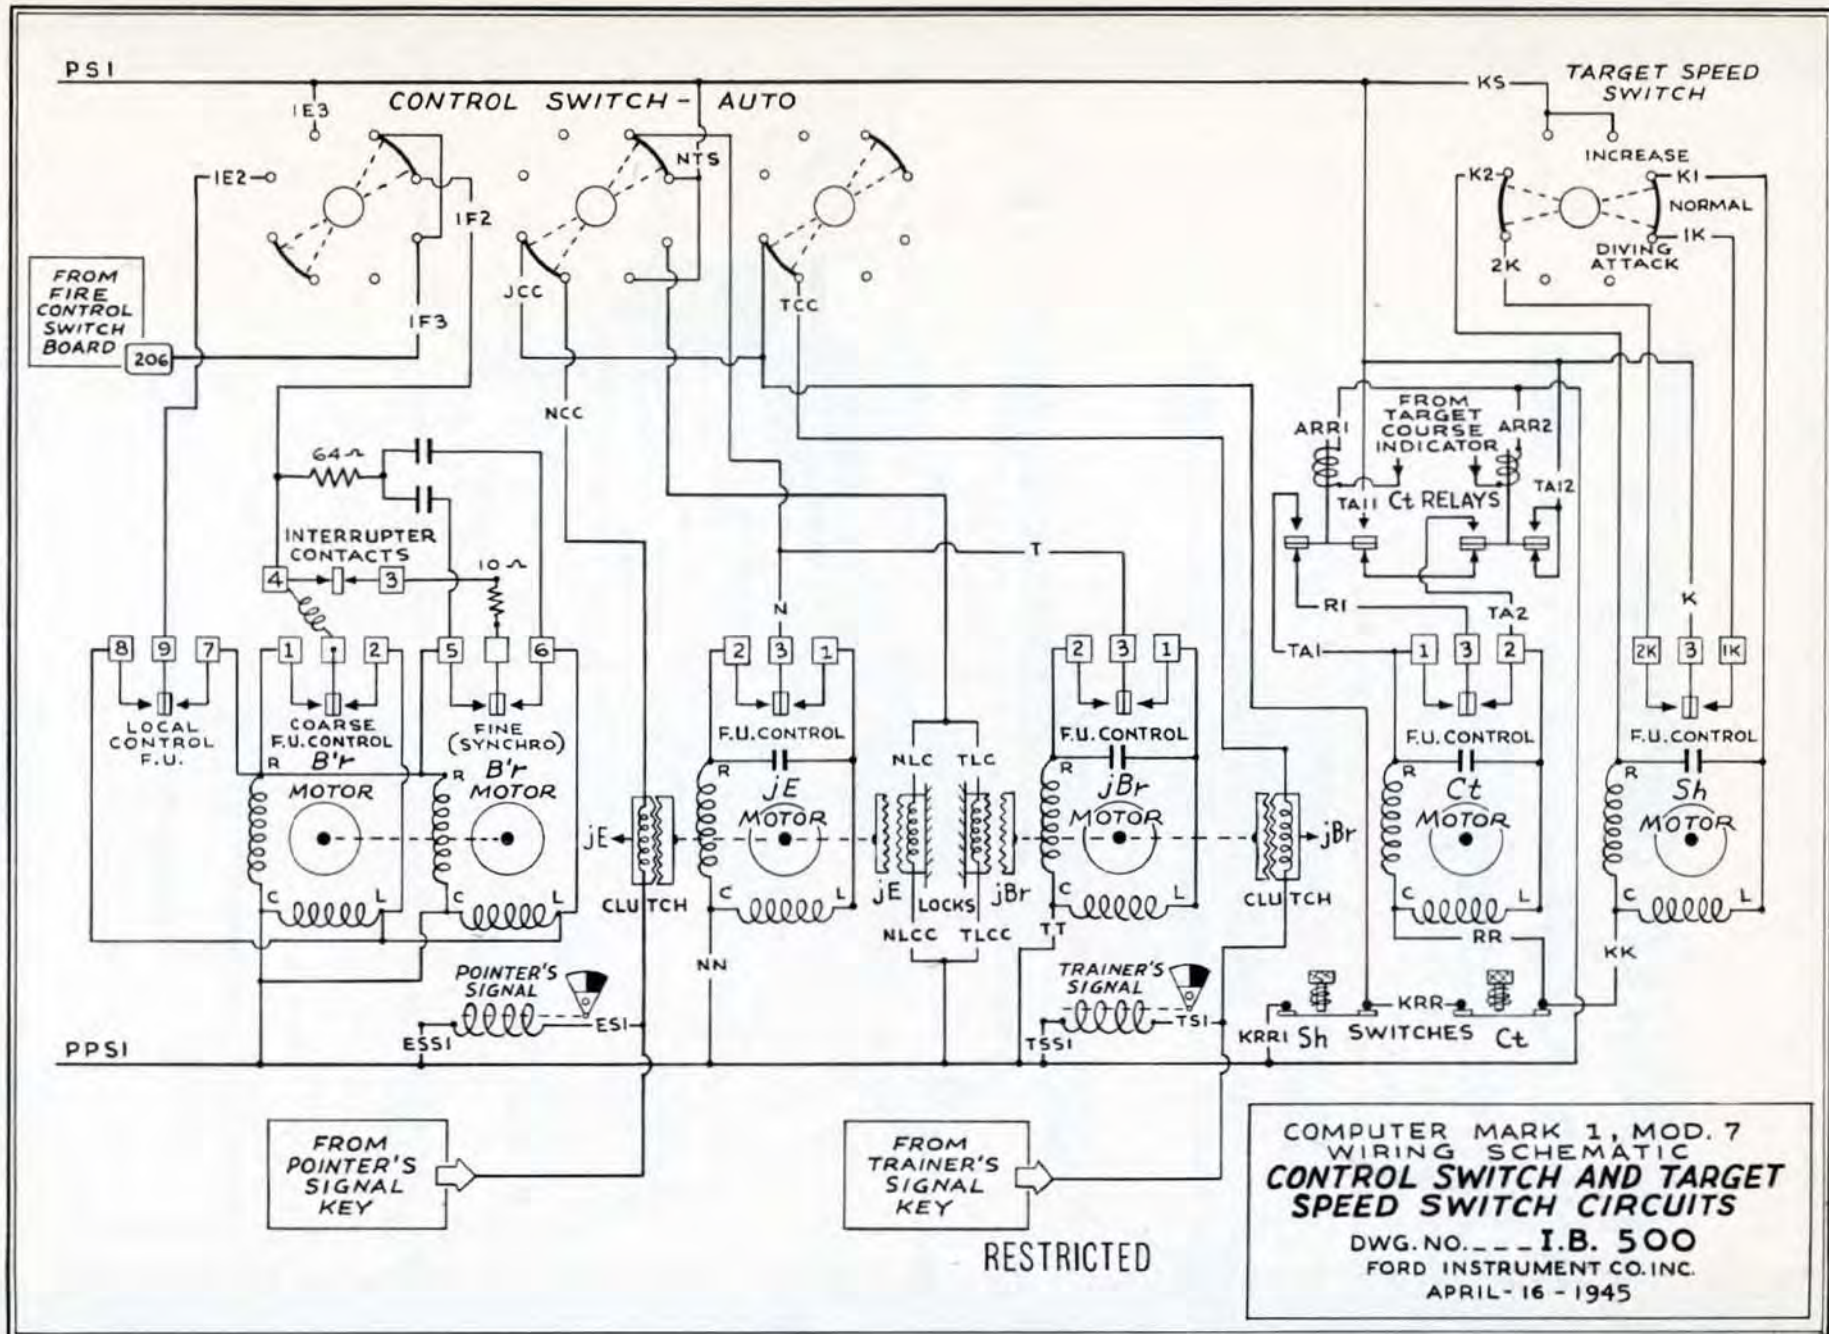 PS1
CONTROL SWITCH - AUTO
TARGET SPEED
SWITCH
KS
1E3
1E2
1F2
1F3
NTS
JCC
NCC
TCC
INCREASE
NORMAL
DIVING
ATTACK
K2
K1
2K
1K
FROM
FIRE
CONTROL
SWITCH
BOARD
206
64 Ω
INTERRUPTER
CONTACTS
4
3
10 Ω
T
N
FROM
TARGET
COURSE
INDICATOR
ARR1
ARR2
TA11
Ct RELAYS
TA12
R1
TA2
TA1
K
8
9
7
1
2
5
6
2
3
1
2
3
1
1
3
2
2K
3
1K
LOCAL
CONTROL
F.U.
COARSE
F.U. CONTROL
B'r
MOTOR
FINE
(SYNCHRO)
B'r
MOTOR
R
R
C
L
C
L
jE
CLUTCH
F.U. CONTROL
R
jE
MOTOR
C
L
NN
NLC
TLC
jE
LOCKS
jBr
NLCC
TLCC
F.U. CONTROL
R
jBr
MOTOR
C
L
TT
jBr
CLUTCH
F.U. CONTROL
R
Ct
MOTOR
C
L
RR
F.U. CONTROL
R
Sh
MOTOR
C
L
KK
POINTER'S
SIGNAL
ESS1
ES1
TRAINER'S
SIGNAL
TSS1
TS1
KRR
KRR1
Sh
SWITCHES
Ct
PPS1
FROM
POINTER'S
SIGNAL
KEY
FROM
TRAINER'S
SIGNAL
KEY
RESTRICTED
COMPUTER MARK 1, MOD. 7
WIRING SCHEMATIC
CONTROL SWITCH AND TARGET
SPEED SWITCH CIRCUITS
DWG. NO.___I.B. 500
FORD INSTRUMENT CO. INC.
APRIL - 16 - 1945